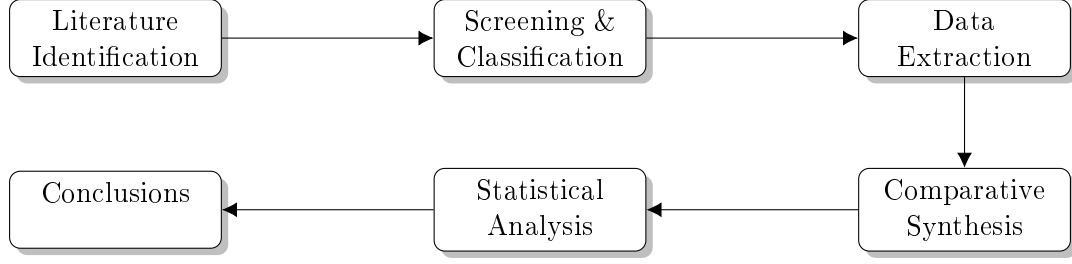 Literature
Identification
Screening &
Classification
Data
Extraction
Comparative
Synthesis
Statistical
Analysis
Conclusions